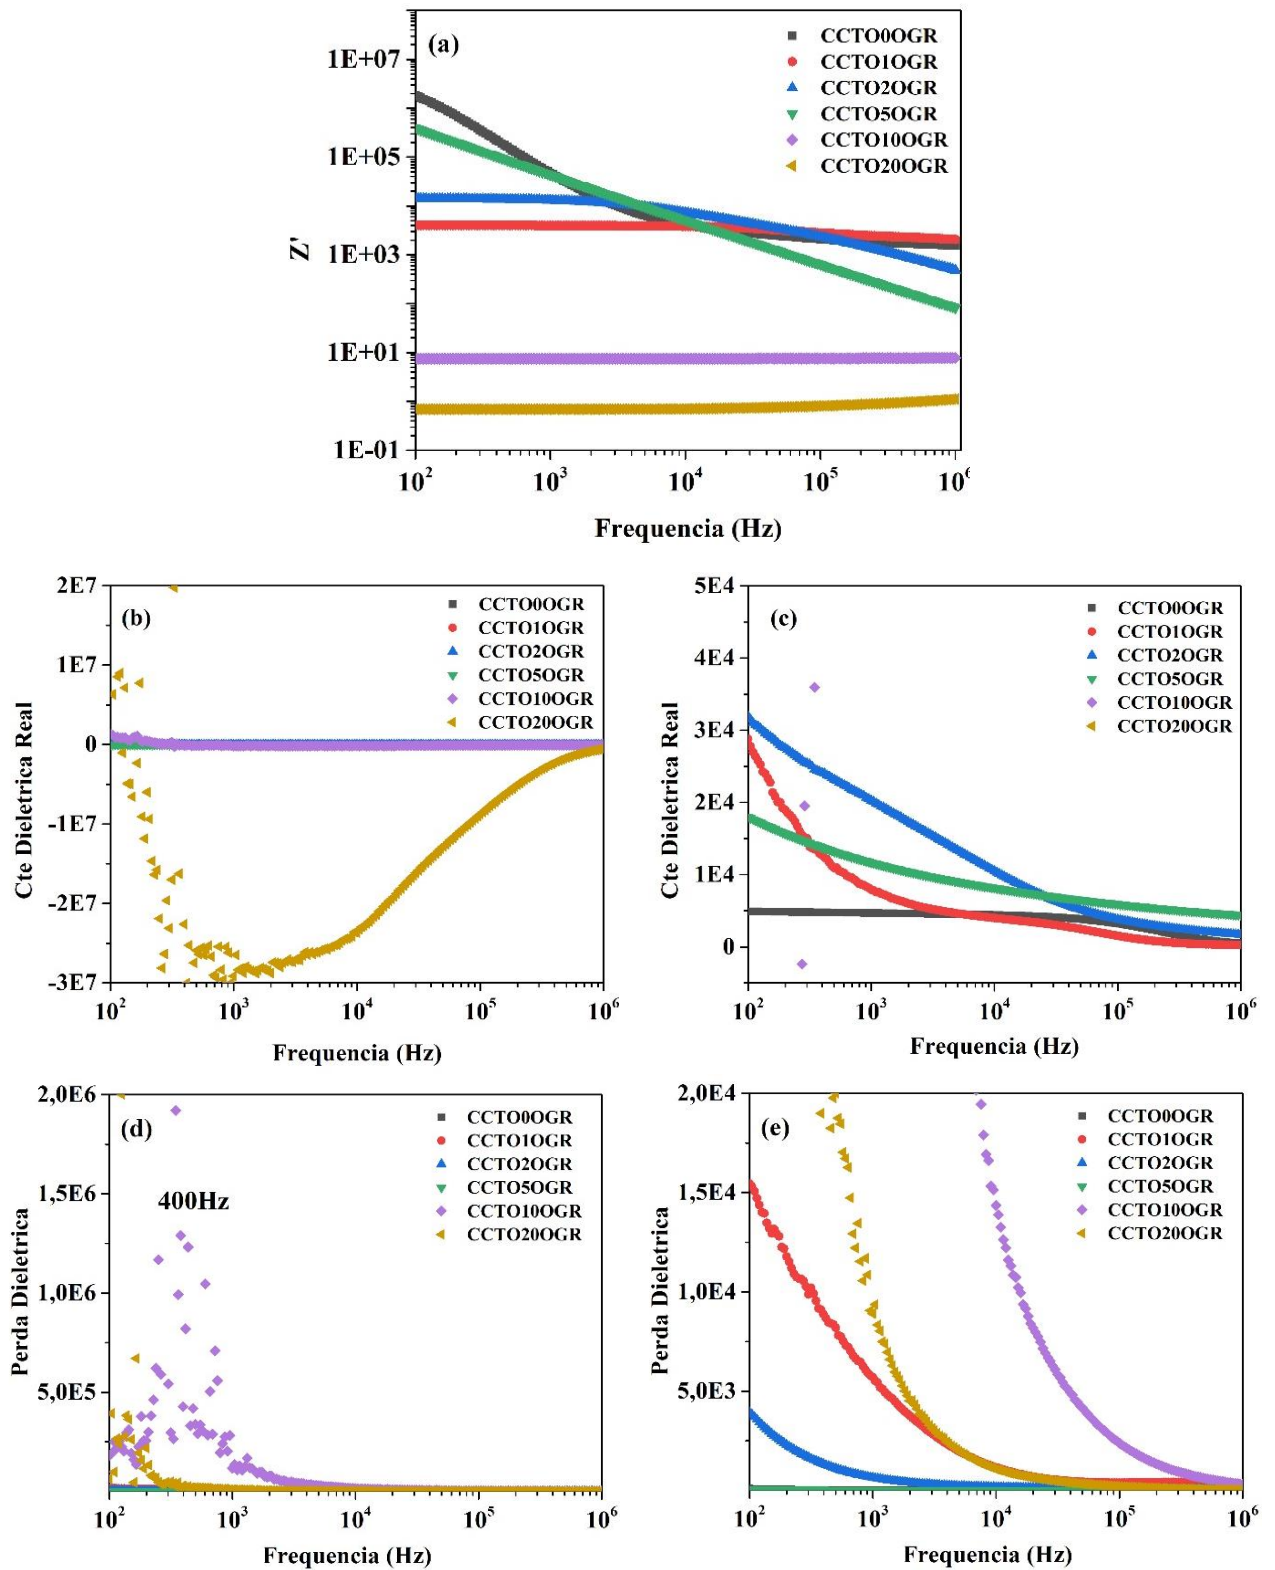 (a)
CCTO0OGR
CCTO1OGR
CCTO2OGR
CCTO5OGR
CCTO10OGR
CCTO20OGR
1E+07
1E+05
1E+03
1E+01
1E-01
Z'
10² 10³ 10⁴ 10⁵ 10⁶
Frequencia (Hz)
(b)
CCTO0OGR
CCTO1OGR
CCTO2OGR
CCTO5OGR
CCTO10OGR
CCTO20OGR
2E7
1E7
0
-1E7
-2E7
-3E7
Cte Dieletrica Real
10² 10³ 10⁴ 10⁵ 10⁶
Frequencia (Hz)
(c)
CCTO0OGR
CCTO1OGR
CCTO2OGR
CCTO5OGR
CCTO10OGR
CCTO20OGR
5E4
4E4
3E4
2E4
1E4
0
Cte Dieletrica Real
10² 10³ 10⁴ 10⁵ 10⁶
Frequencia (Hz)
(d)
CCTO0OGR
CCTO1OGR
CCTO2OGR
CCTO5OGR
CCTO10OGR
CCTO20OGR
400Hz
2,0E6
1,5E6
1,0E6
5,0E5
Perda Dieletrica
10² 10³ 10⁴ 10⁵ 10⁶
Frequencia (Hz)
(e)
CCTO0OGR
CCTO1OGR
CCTO2OGR
CCTO5OGR
CCTO10OGR
CCTO20OGR
2,0E4
1,5E4
1,0E4
5,0E3
Perda Dieletrica
10² 10³ 10⁴ 10⁵ 10⁶
Frequencia (Hz)